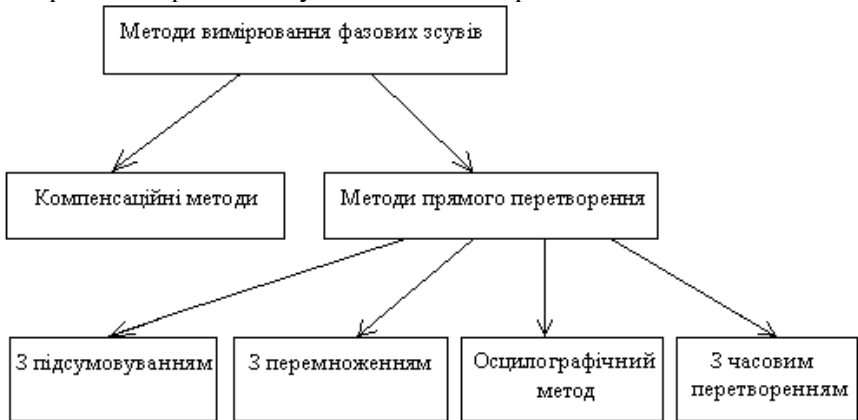 Методи вимірювання фазових зсувів
Компенсаційні методи
Методи прямого перетворення
З підсумовуванням
З перемноженням
Осцилографічний
метод
З часовим
перетворенням